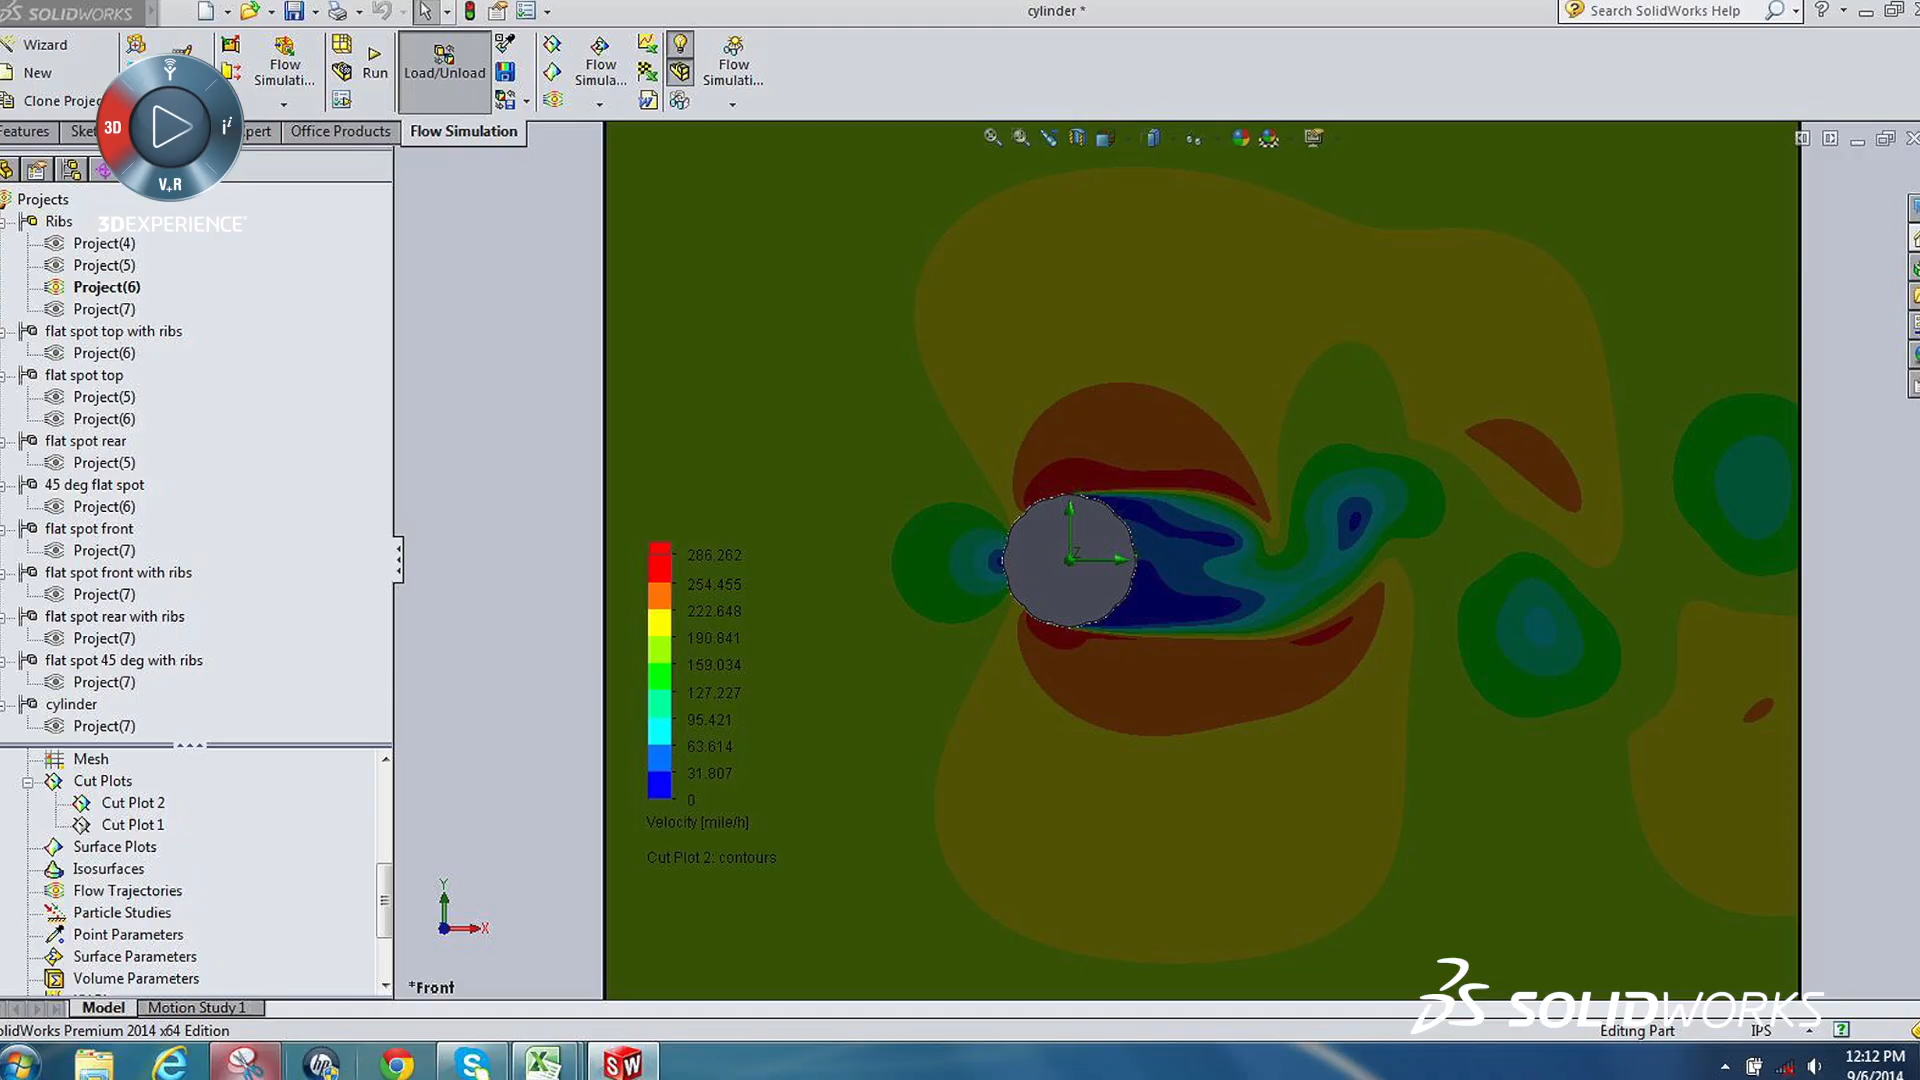 SOLIDWORKS
cylinder *
Search SolidWorks Help
Wizard
New
Clone Projec
Flow
Simulati...
Run
Load/Unload
Flow
Simula...
Flow
Simulati...
Features
Sket
pert
Office Products
Flow Simulation
3D
V+R
3DEXPERIENCE
Projects
Ribs
Project(4)
Project(5)
Project(6)
Project(7)
flat spot top with ribs
Project(6)
flat spot top
Project(5)
Project(6)
flat spot rear
Project(5)
45 deg flat spot
Project(6)
flat spot front
Project(7)
flat spot front with ribs
Project(7)
flat spot rear with ribs
Project(7)
flat spot 45 deg with ribs
Project(7)
cylinder
Project(7)
Mesh
Cut Plots
Cut Plot 2
Cut Plot 1
Surface Plots
Isosurfaces
Flow Trajectories
Particle Studies
Point Parameters
Surface Parameters
Volume Parameters
286.262
254.455
222.648
190.841
159.034
127.227
95.421
63.614
31.807
0
Velocity [mile/h]
Cut Plot 2: contours
Z
Y
X
*Front
SOLIDWORKS
Model
Motion Study 1
olidWorks Premium 2014 x64 Edition
Editing Part
IPS
12:12 PM
9/6/2014